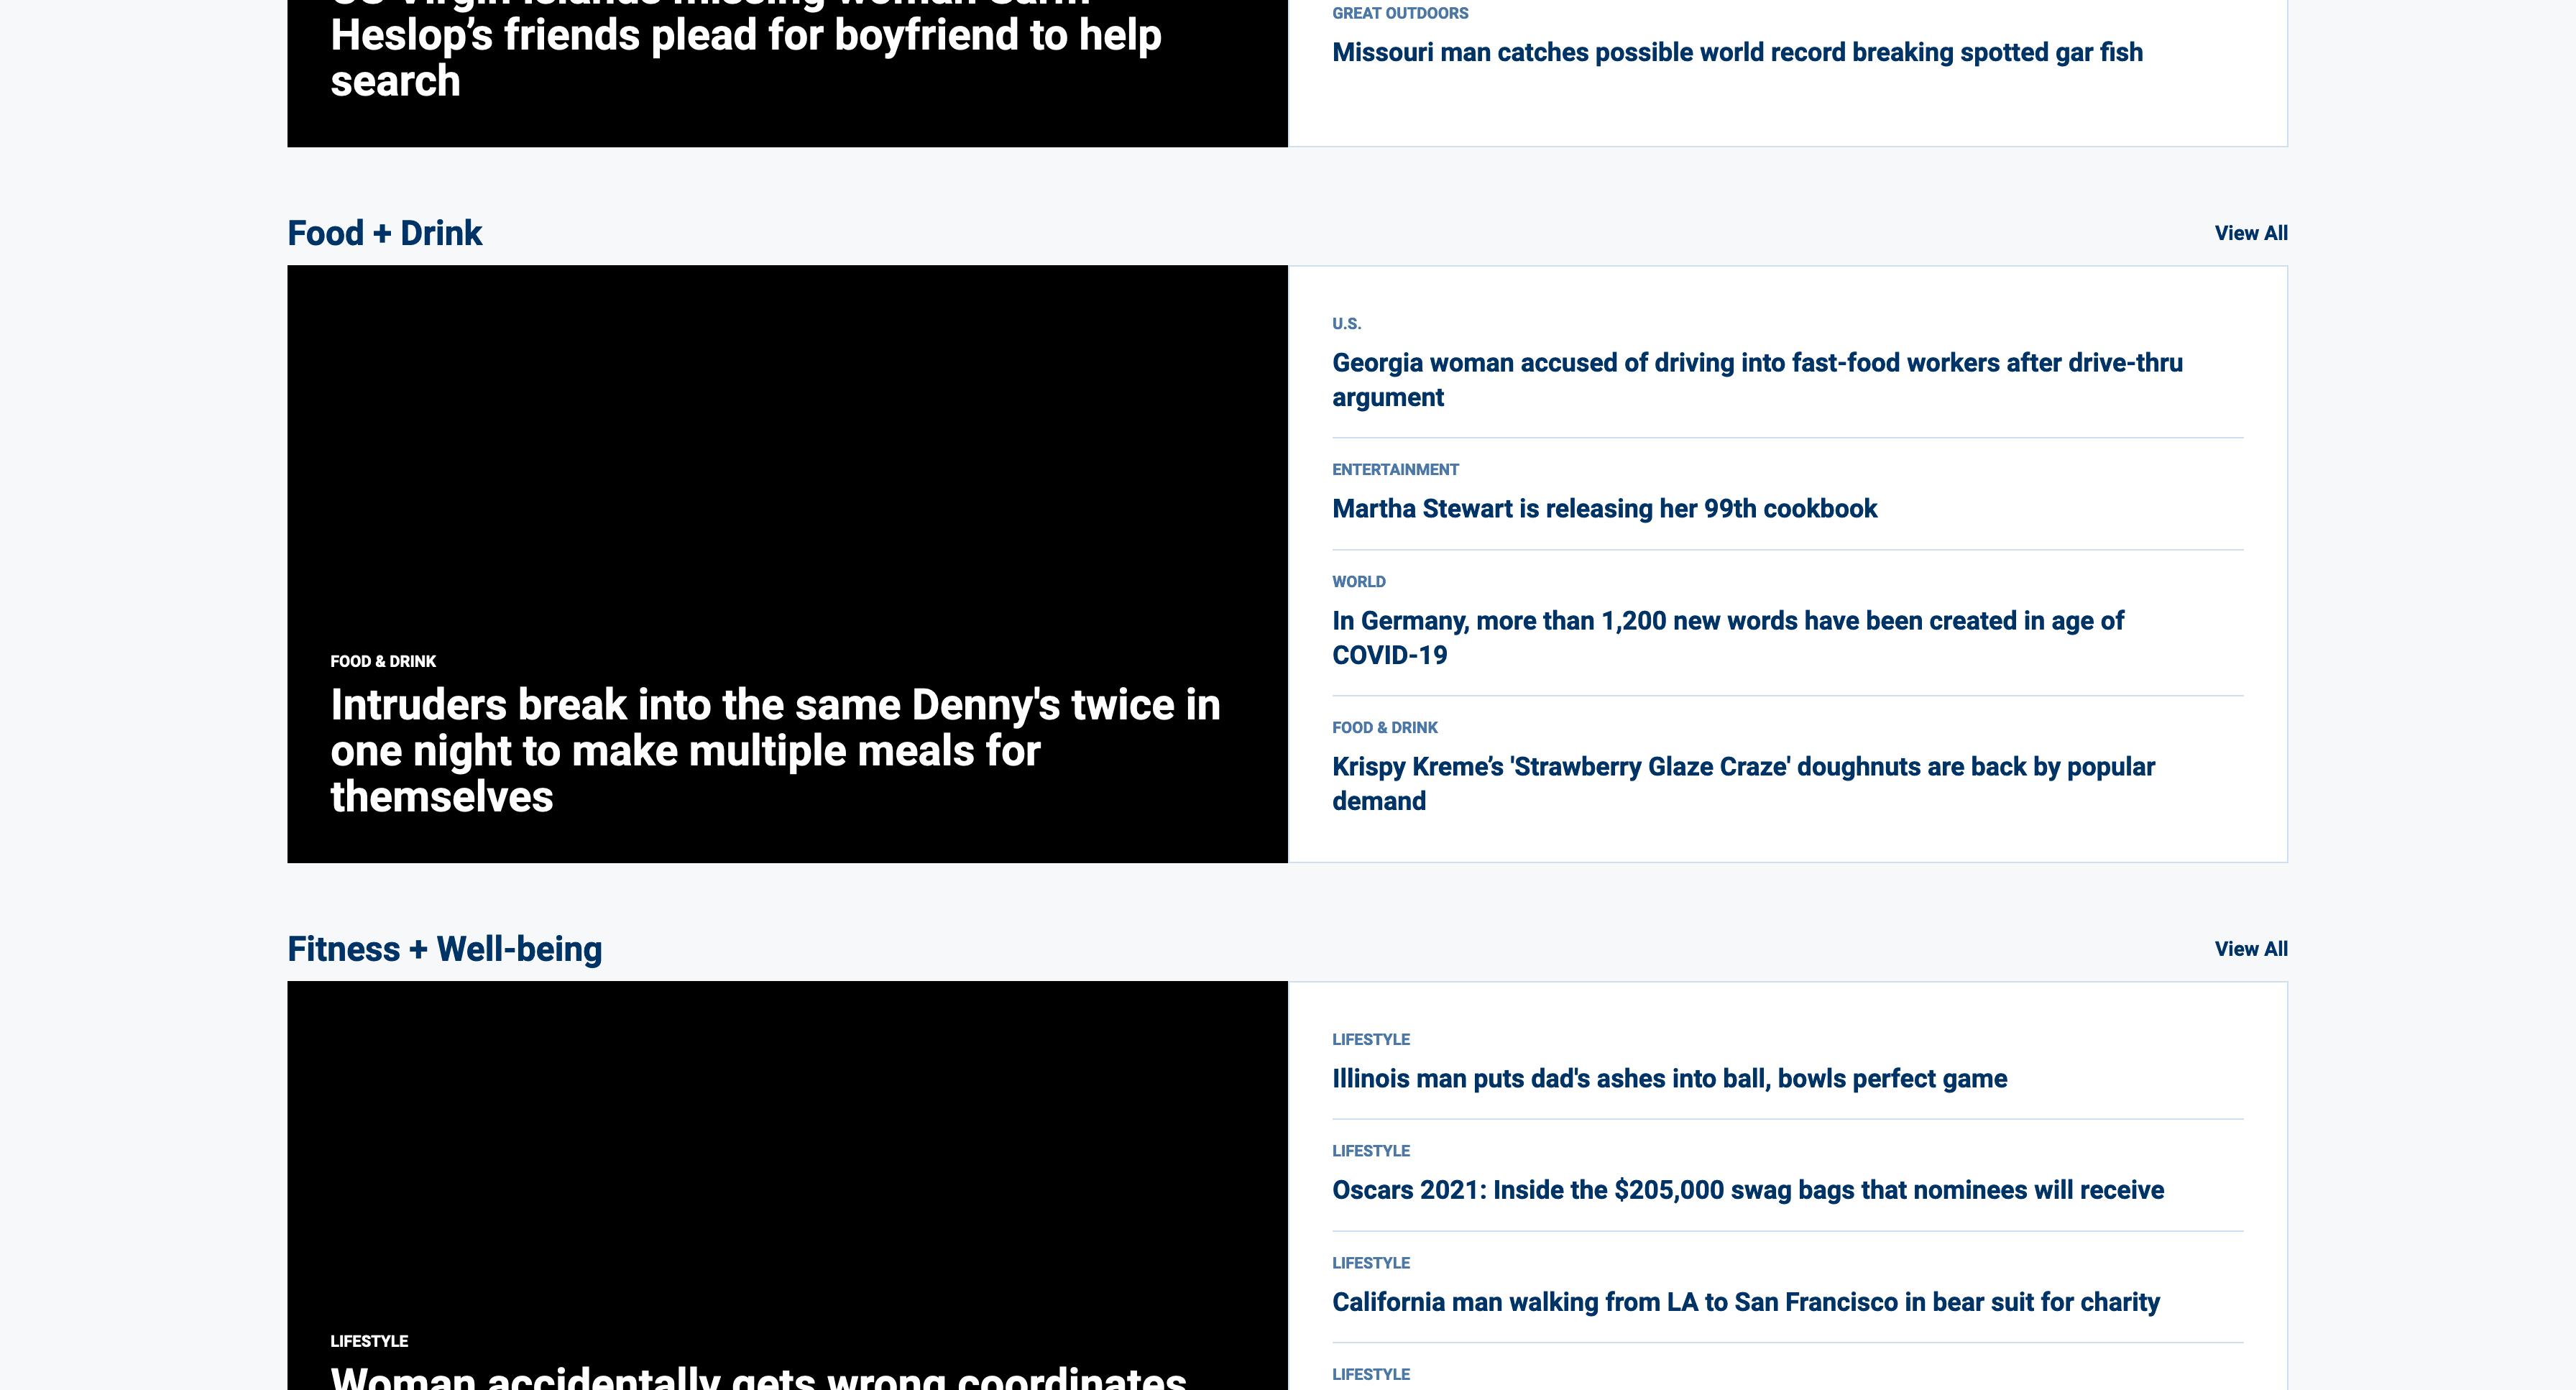 US Virgin Islands missing woman Sarm
Heslop’s friends plead for boyfriend to help
search
GREAT OUTDOORS
Missouri man catches possible world record breaking spotted gar fish
Food + Drink
View All
FOOD & DRINK
Intruders break into the same Denny's twice in
one night to make multiple meals for
themselves
U.S.
Georgia woman accused of driving into fast-food workers after drive-thru
argument
ENTERTAINMENT
Martha Stewart is releasing her 99th cookbook
WORLD
In Germany, more than 1,200 new words have been created in age of
COVID-19
FOOD & DRINK
Krispy Kreme’s 'Strawberry Glaze Craze' doughnuts are back by popular
demand
Fitness + Well-being
View All
LIFESTYLE
Woman accidentally gets wrong coordinates
LIFESTYLE
Illinois man puts dad's ashes into ball, bowls perfect game
LIFESTYLE
Oscars 2021: Inside the $205,000 swag bags that nominees will receive
LIFESTYLE
California man walking from LA to San Francisco in bear suit for charity
LIFESTYLE